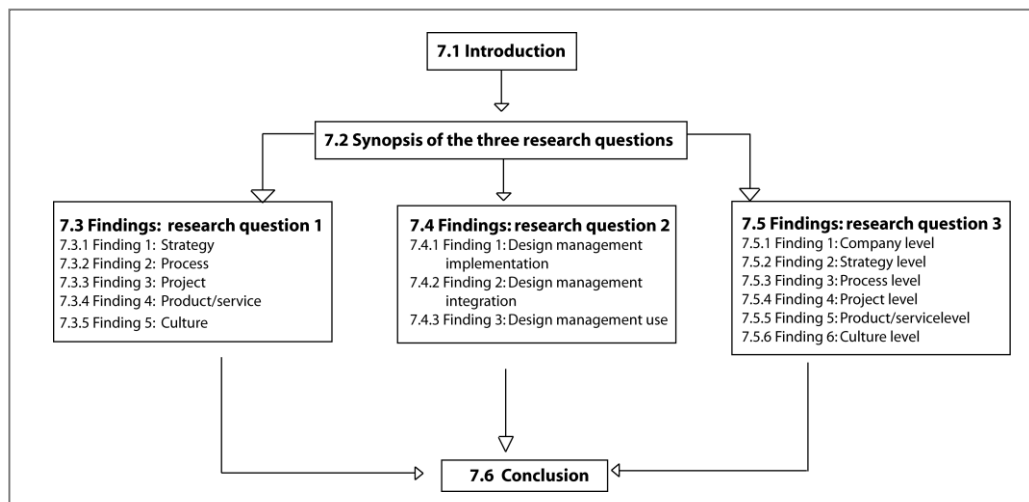 7.1 Introduction
7.2 Synopsis of the three research questions
7.3 Findings: research question 1
7.3.1 Finding 1: Strategy
7.3.2 Finding 2: Process
7.3.3 Finding 3: Project
7.3.4 Finding 4: Product/service
7.3.5 Finding 5: Culture
7.4 Findings: research question 2
7.4.1 Finding 1: Design management
implementation
7.4.2 Finding 2: Design management
integration
7.4.3 Finding 3: Design management use
7.5 Findings: research question 3
7.5.1 Finding 1: Company level
7.5.2 Finding 2: Strategy level
7.5.3 Finding 3: Process level
7.5.4 Finding 4: Project level
7.5.5 Finding 5: Product/servicelevel
7.5.6 Finding 6: Culture level
7.6 Conclusion